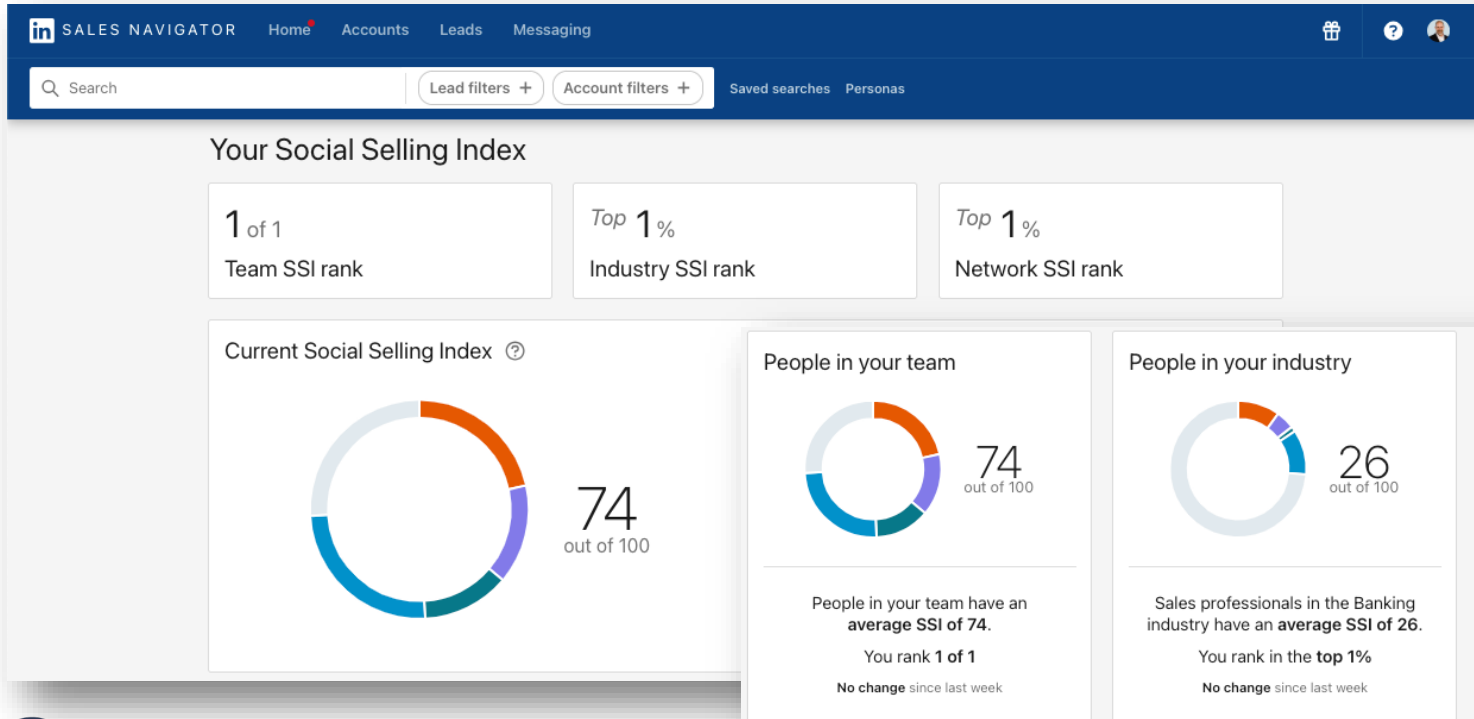 in SALES NAVIGATOR Home Accounts Leads Messaging
Search Lead filters + Account filters + Saved searches Personas
Your Social Selling Index
1 of 1
Team SSI rank
Top 1 %
Industry SSI rank
Top 1 %
Network SSI rank
Current Social Selling Index ?
74
out of 100
People in your team
74
out of 100
People in your team have an
average SSI of 74.
You rank 1 of 1
No change since last week
People in your industry
26
out of 100
Sales professionals in the Banking
industry have an average SSI of 26.
You rank in the top 1%
No change since last week